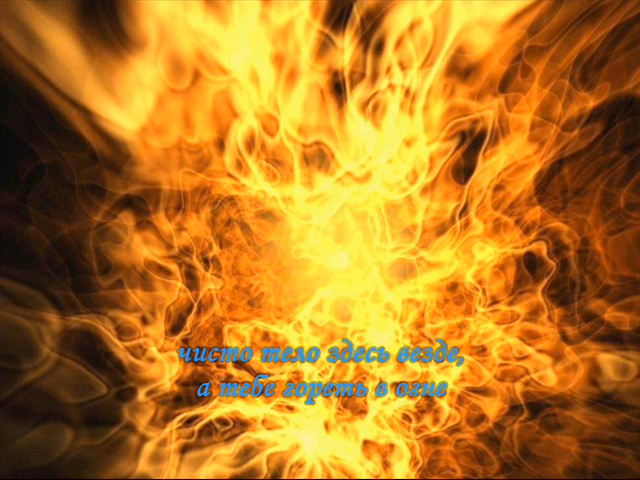 чисто тело здесь везде,
а тебе гореть в огне